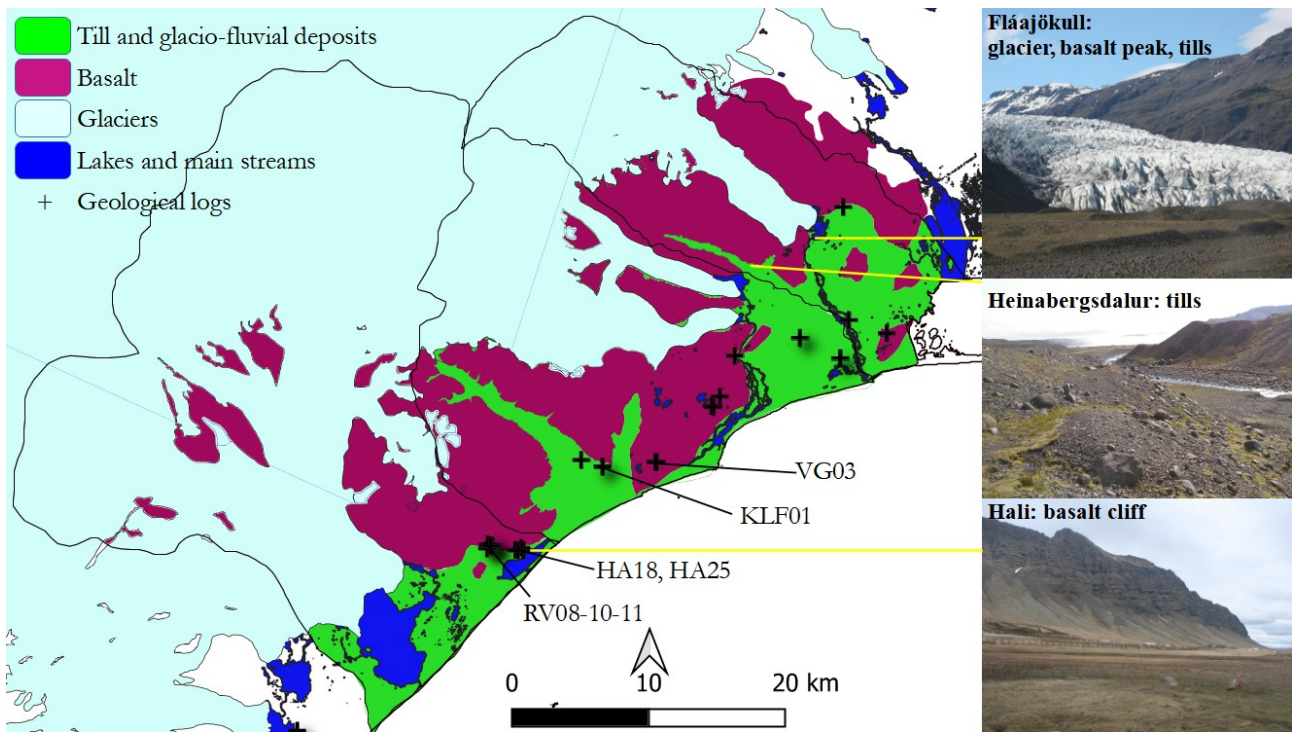 Till and glacio-fluvial deposits
Basalt
Glaciers
Lakes and main streams
+ Geological logs
VG03
KLF01
HA18, HA25
RV08-10-11
0 10 20 km
Fláajökull:
glacier, basalt peak, tills
Heinabergsdalur: tills
Hali: basalt cliff